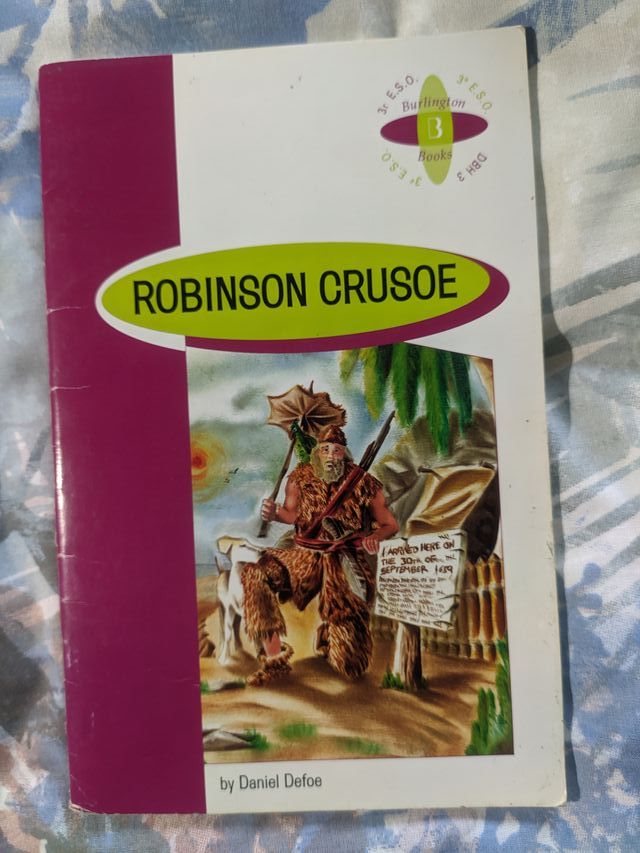 3r E.S.O. 3º E.S.O.
Burlington
B
Books
3º E.S.O. DBH 3
ROBINSON CRUSOE
I ARRIVED HERE ON
THE 30TH OF
SEPTEMBER 1659
by Daniel Defoe